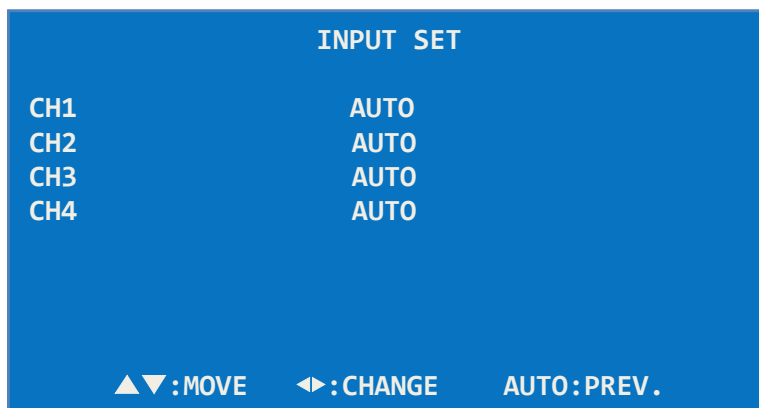 INPUT SET
CH1 AUTO
CH2 AUTO
CH3 AUTO
CH4 AUTO
▲▼:MOVE ◀▶:CHANGE AUTO:PREV.